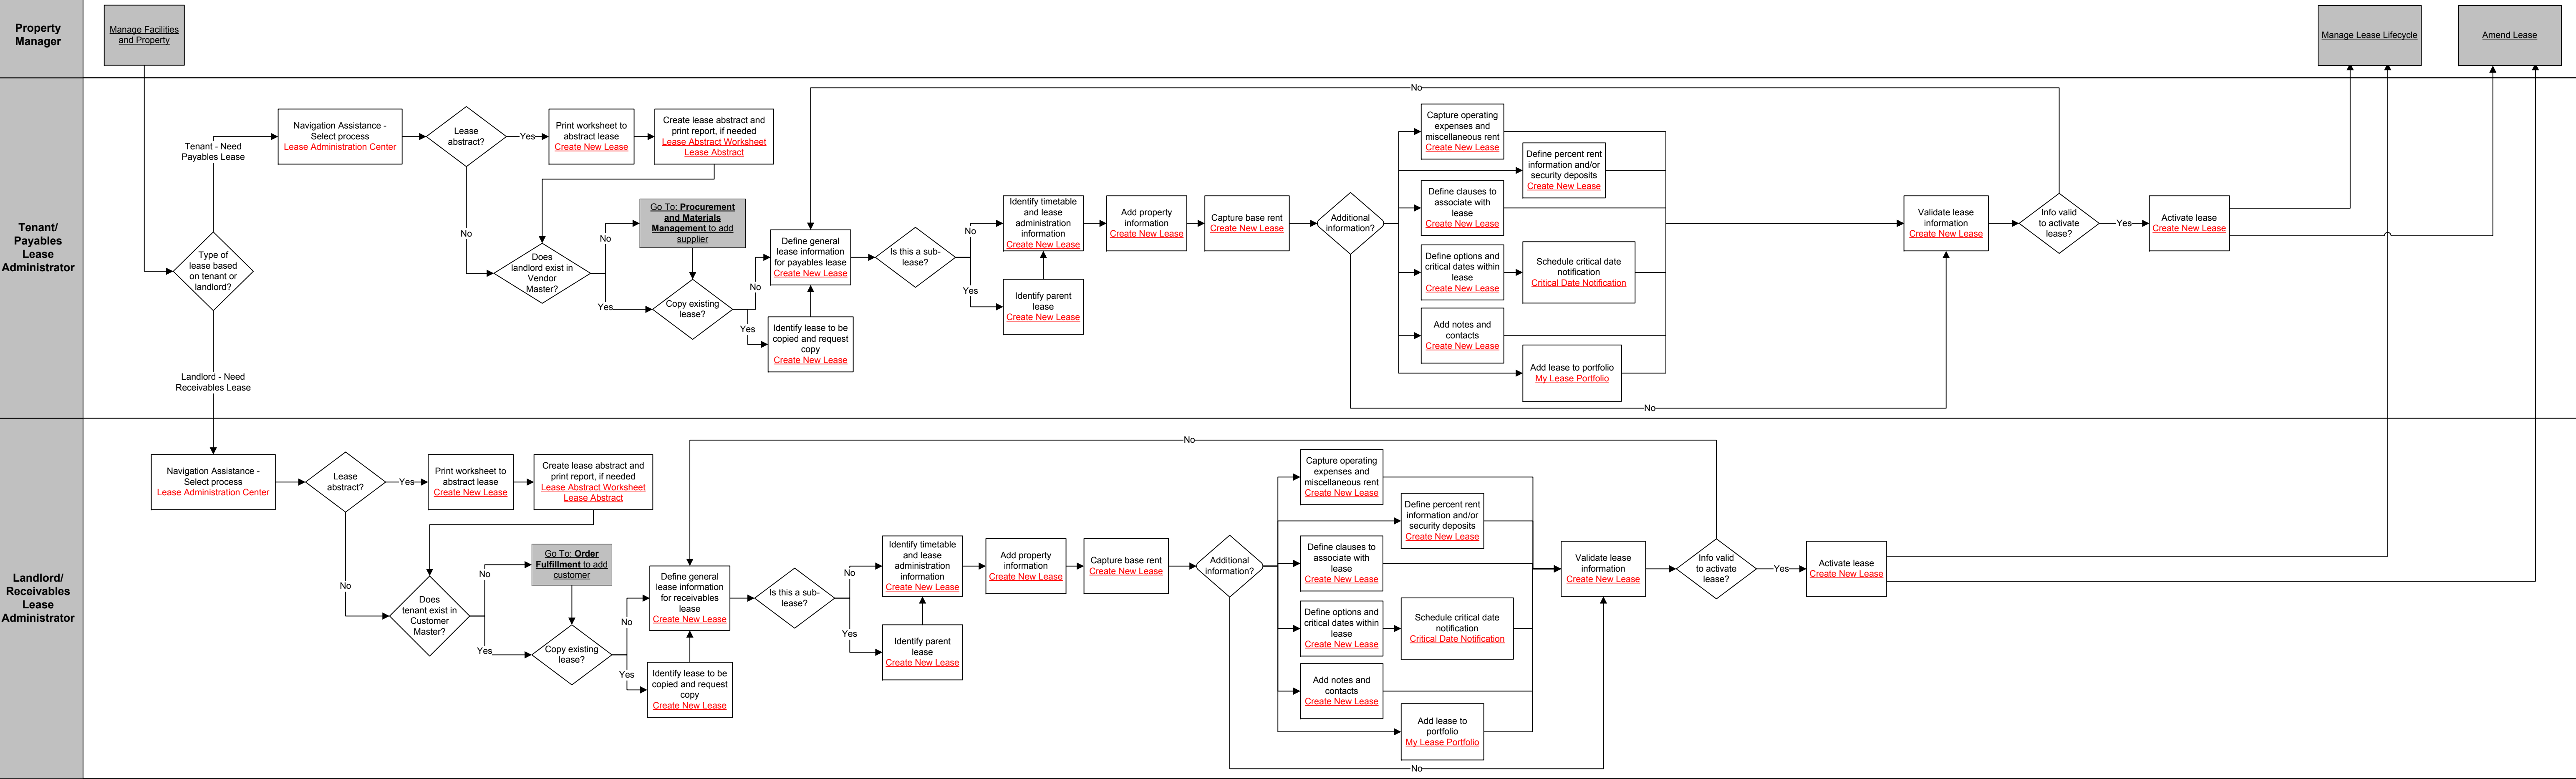 Property
Manager
Manage Facilities
and Property
Manage Lease Lifecycle
Amend Lease
Tenant/
Payables
Lease
Administrator
Type of
lease based
on tenant or
landlord?
Tenant - Need
Payables Lease
Landlord - Need
Receivables Lease
Navigation Assistance -
Select process
Lease Administration Center
Lease
abstract?
Yes
No
Print worksheet to
abstract lease
Create New Lease
Create lease abstract and
print report, if needed
Lease Abstract Worksheet
Lease Abstract
Does
landlord exist in
Vendor
Master?
No
Yes
Go To: Procurement
and Materials
Management to add
supplier
Copy existing
lease?
No
Yes
Define general
lease information
for payables lease
Create New Lease
Identify lease to be
copied and request
copy
Create New Lease
Is this a sub-
lease?
No
Yes
Identify timetable
and lease
administration
information
Create New Lease
Identify parent
lease
Create New Lease
Add property
information
Create New Lease
Capture base rent
Create New Lease
Additional
information?
No
Capture operating
expenses and
miscellaneous rent
Create New Lease
Define percent rent
information and/or
security deposits
Create New Lease
Define clauses to
associate with
lease
Create New Lease
Define options and
critical dates within
lease
Create New Lease
Schedule critical date
notification
Critical Date Notification
Add notes and
contacts
Create New Lease
Add lease to portfolio
My Lease Portfolio
No
Validate lease
information
Create New Lease
Info valid
to activate
lease?
Yes
Activate lease
Create New Lease
Landlord/
Receivables
Lease
Administrator
Navigation Assistance -
Select process
Lease Administration Center
Lease
abstract?
Yes
No
Print worksheet to
abstract lease
Create New Lease
Create lease abstract and
print report, if needed
Lease Abstract Worksheet
Lease Abstract
Does
tenant exist in
Customer
Master?
No
Yes
Go To: Order
Fulfillment to add
customer
Copy existing
lease?
No
Yes
Define general
lease information
for receivables
lease
Create New Lease
Identify lease to be
copied and request
copy
Create New Lease
Is this a sub-
lease?
No
Yes
Identify timetable
and lease
administration
information
Create New Lease
Identify parent
lease
Create New Lease
Add property
information
Create New Lease
Capture base rent
Create New Lease
Additional
information?
No
Capture operating
expenses and
miscellaneous rent
Create New Lease
Define percent rent
information and/or
security deposits
Create New Lease
Define clauses to
associate with
lease
Create New Lease
Define options and
critical dates within
lease
Create New Lease
Schedule critical date
notification
Critical Date Notification
Add notes and
contacts
Create New Lease
Add lease to
portfolio
My Lease Portfolio
No
Validate lease
information
Create New Lease
Info valid
to activate
lease?
Yes
Activate lease
Create New Lease